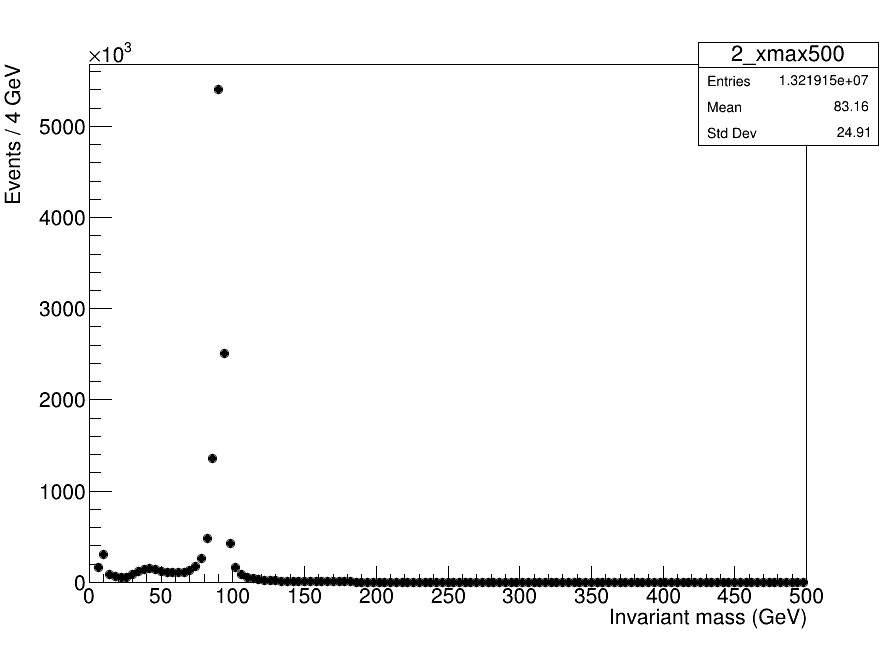 ×10³
Events / 4 GeV
2_xmax500
Entries 1.321915e+07
Mean 83.16
Std Dev 24.91
5000
4000
3000
2000
1000
0
0 50 100 150 200 250 300 350 400 450 500
Invariant mass (GeV)